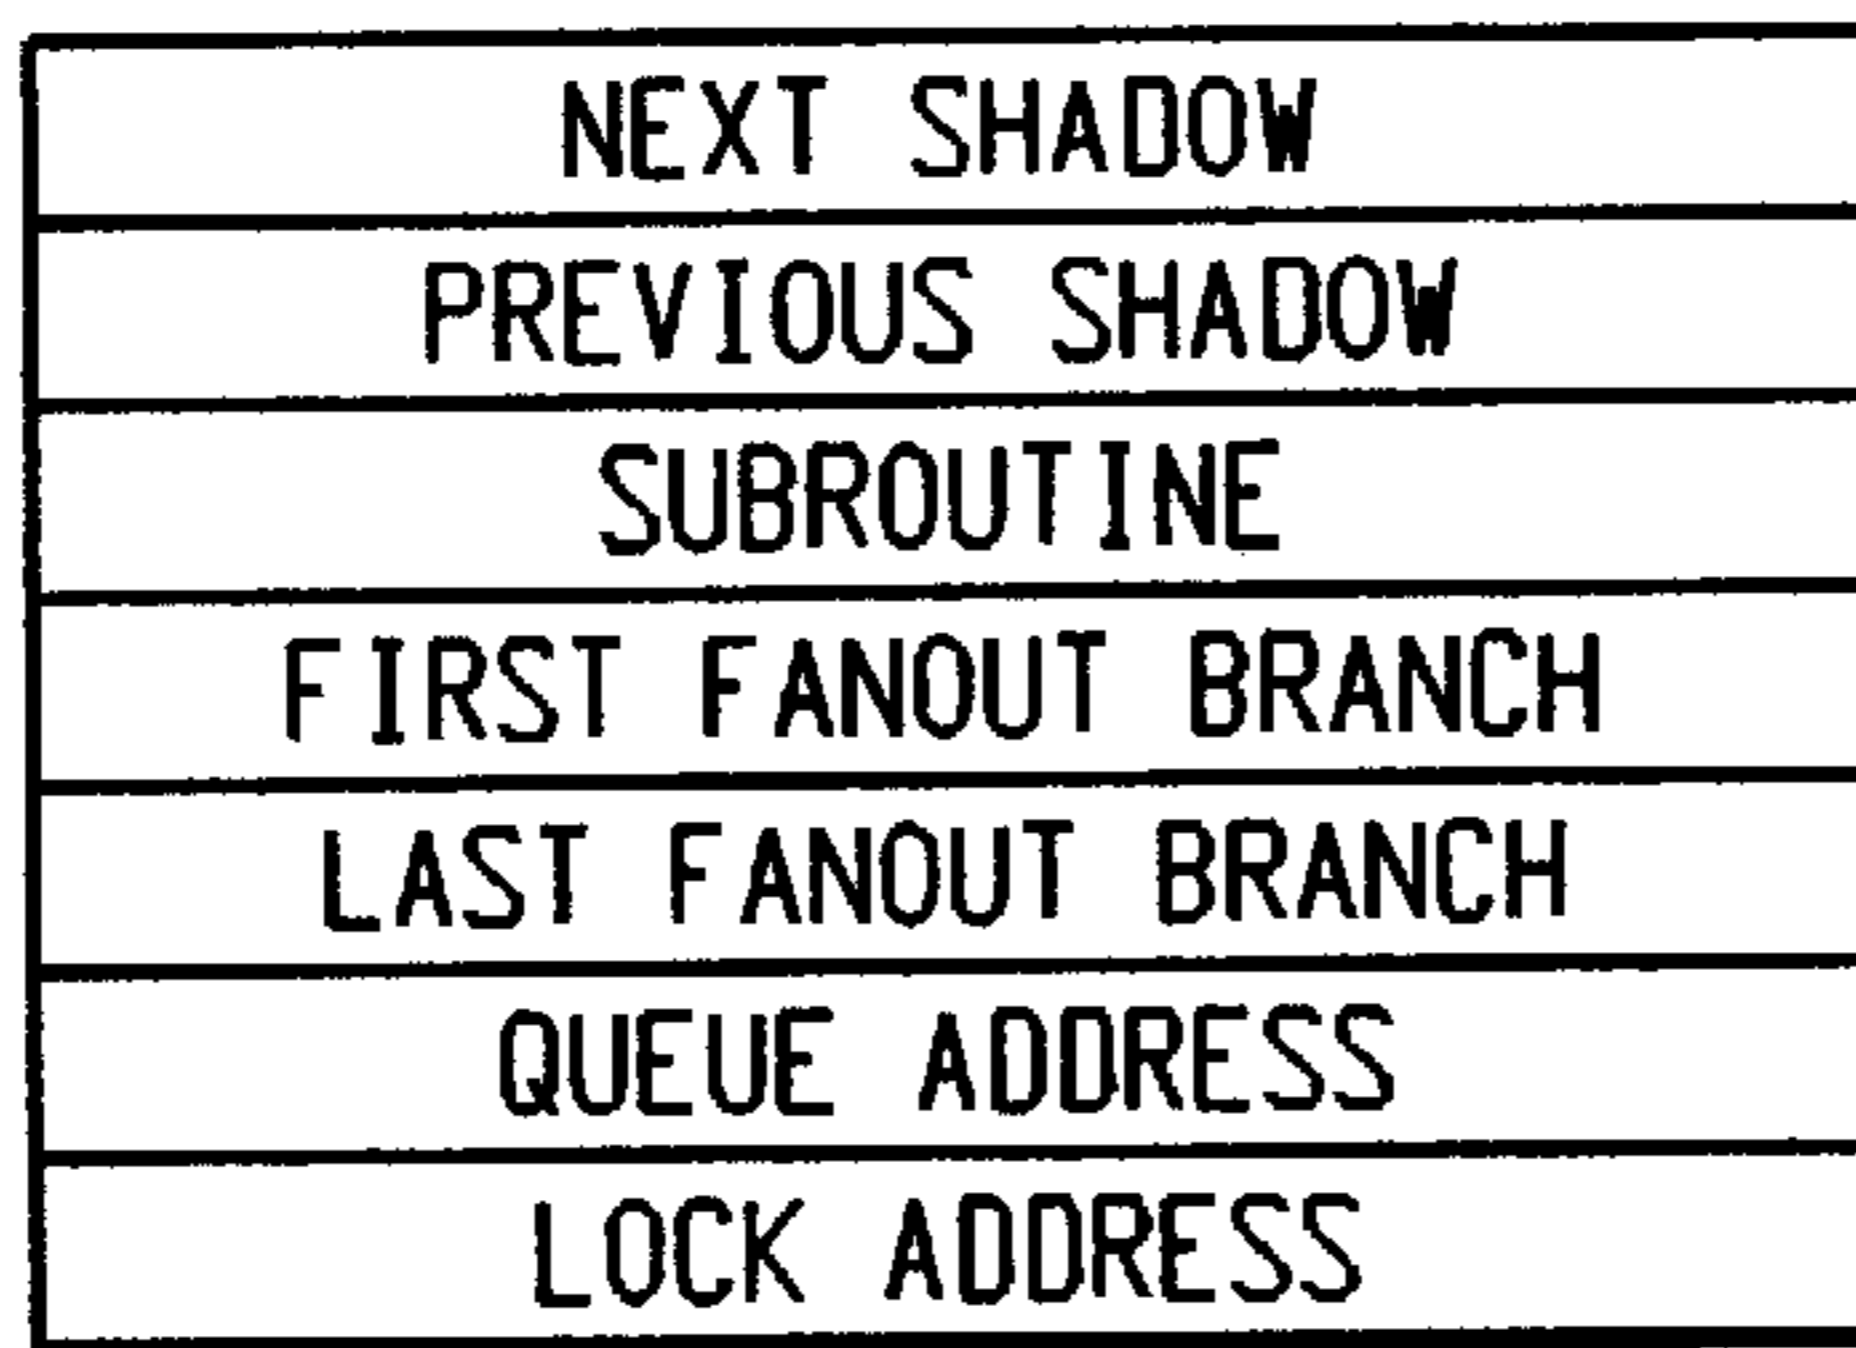 NEXT SHADOW
PREVIOUS SHADOW
SUBROUTINE
FIRST FANOUT BRANCH
LAST FANOUT BRANCH
QUEUE ADDRESS
LOCK ADDRESS